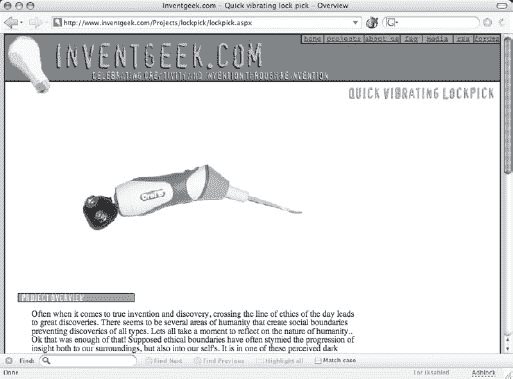 Inventgeek.com - Quick vibrating lock pick - Overview
http://www.inventgeek.com/Projects/lockpick/lockpick.aspx
home projects about us faq media rss forums
INVENTGEEK.COM
CELEBRATING CREATIVITY AND INVENTION THROUGH REINVENTION
QUICK VIBRATING LOCKPICK
Oral-B
PROJECT OVERVIEW
Often when it comes to true invention and discovery, crossing the line of ethics of the day leads
to great discoveries. There seems to be several areas of humanity that create social boundaries
preventing discoveries of all types. Lets all take a moment to reflect on the nature of humanity..
Ok that was enough of that! Supposed ethical boundaries have often stymied the progression of
insight both to our surroundings, but also into our self's. It is in one of these perceived dark
Find: Find Next Find Previous Highlight all Match case
Done Tor Disabled Adblock